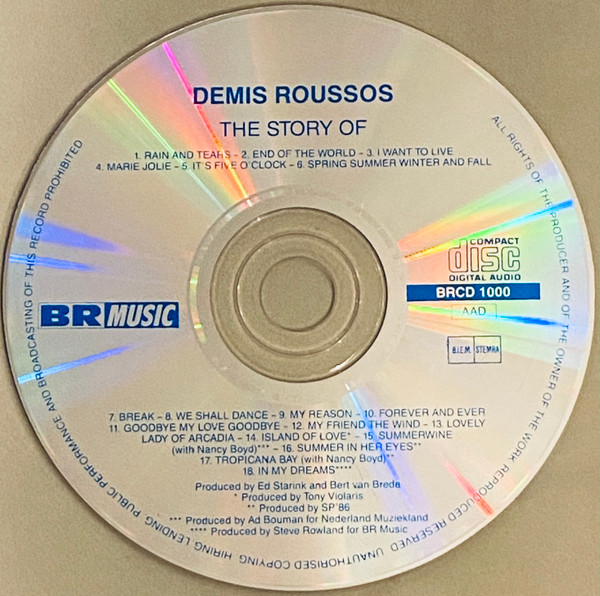 DEMIS ROUSSOS
THE STORY OF
1. RAIN AND TEARS – 2. END OF THE WORLD – 3. I WANT TO LIVE
4. MARIE JOLIE – 5. IT'S FIVE O'CLOCK – 6. SPRING SUMMER WINTER AND FALL
COMPACT
disc
DIGITAL AUDIO
BRCD 1000
AAD
B.I.E.M. STEMRA
BR MUSIC
7. BREAK – 8. WE SHALL DANCE – 9. MY REASON – 10. FOREVER AND EVER
11. GOODBYE MY LOVE GOODBYE – 12. MY FRIEND THE WIND – 13. LOVELY
LADY OF ARCADIA – 14. ISLAND OF LOVE* – 15. SUMMERWINE
(with Nancy Boyd)*** – 16. SUMMER IN HER EYES**
17. TROPICANA BAY (with Nancy Boyd)**
18. IN MY DREAMS****
Produced by Ed Starink and Bert van Breda
* Produced by Tony Violaris
** Produced by SP'86
*** Produced by Ad Bouman for Nederland Muziekland
**** Produced by Steve Rowland for BR Music
ALL RIGHTS OF THE PRODUCER AND OF THE OWNER OF THE WORK REPRODUCED RESERVED. UNAUTHORISED COPYING HIRING LENDING PUBLIC PERFORMANCE AND BROADCASTING OF THIS RECORD PROHIBITED